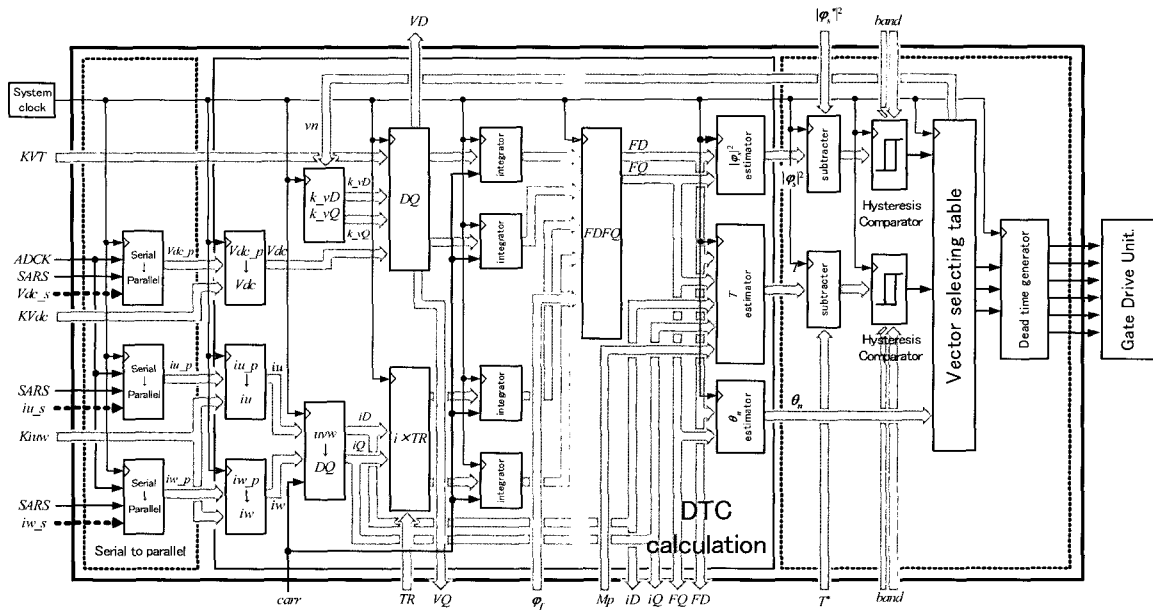 VD
|φs*|²
band
System
clock
vn
KVT
k_vD
k_vD
k_vQ
k_vQ
DQ
integrator
integrator
FDFQ
FD
FQ
|φs|²
estimator
|φs|²
subtracter
Hysteresis
Comparator
Vector selecting table
Dead time generator
Gate Drive Unit.
ADCK
SARS
Vdc_s
KVdc
Serial
↓
Parallel
Vdc_p
Vdc_p
↓
Vdc
Vdc
T
estimator
T
subtracter
Hysteresis
Comparator
SARS
iu_s
Kiuw
Serial
↓
Parallel
iu_p
iu_p
↓
iu
iu
uvw
↓
DQ
iD
iQ
i×TR
integrator
integrator
θn
estimator
θn
SARS
iw_s
Serial
↓
Parallel
iw_p
iw_p
↓
iw
iw
Serial to parallel
DTC
calculation
carr
TR
VQ
φf
Mp
iD
iQ
FQ
FD
T*
band